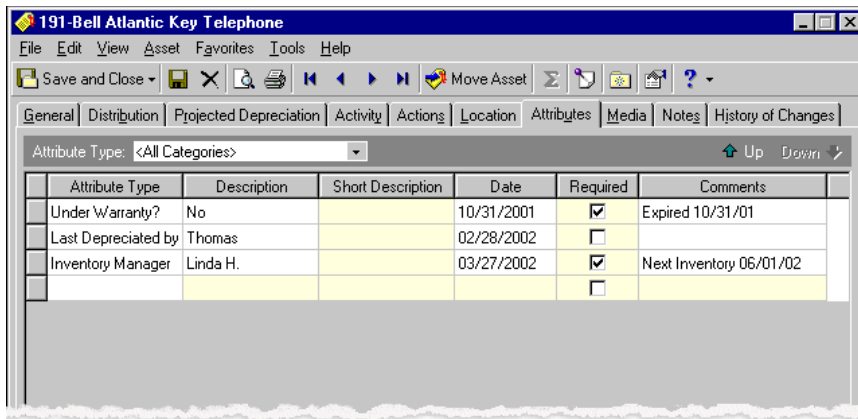 191-Bell Atlantic Key Telephone
File Edit View Asset Favorites Tools Help
Save and Close Move Asset Σ ?
General Distribution Projected Depreciation Activity Actions Location Attributes Media Notes History of Changes
Attribute Type: <All Categories> Up Down
Attribute Type Description Short Description Date Required Comments
Under Warranty? No 10/31/2001 Expired 10/31/01
Last Depreciated by Thomas 02/28/2002
Inventory Manager Linda H. 03/27/2002 Next Inventory 06/01/02